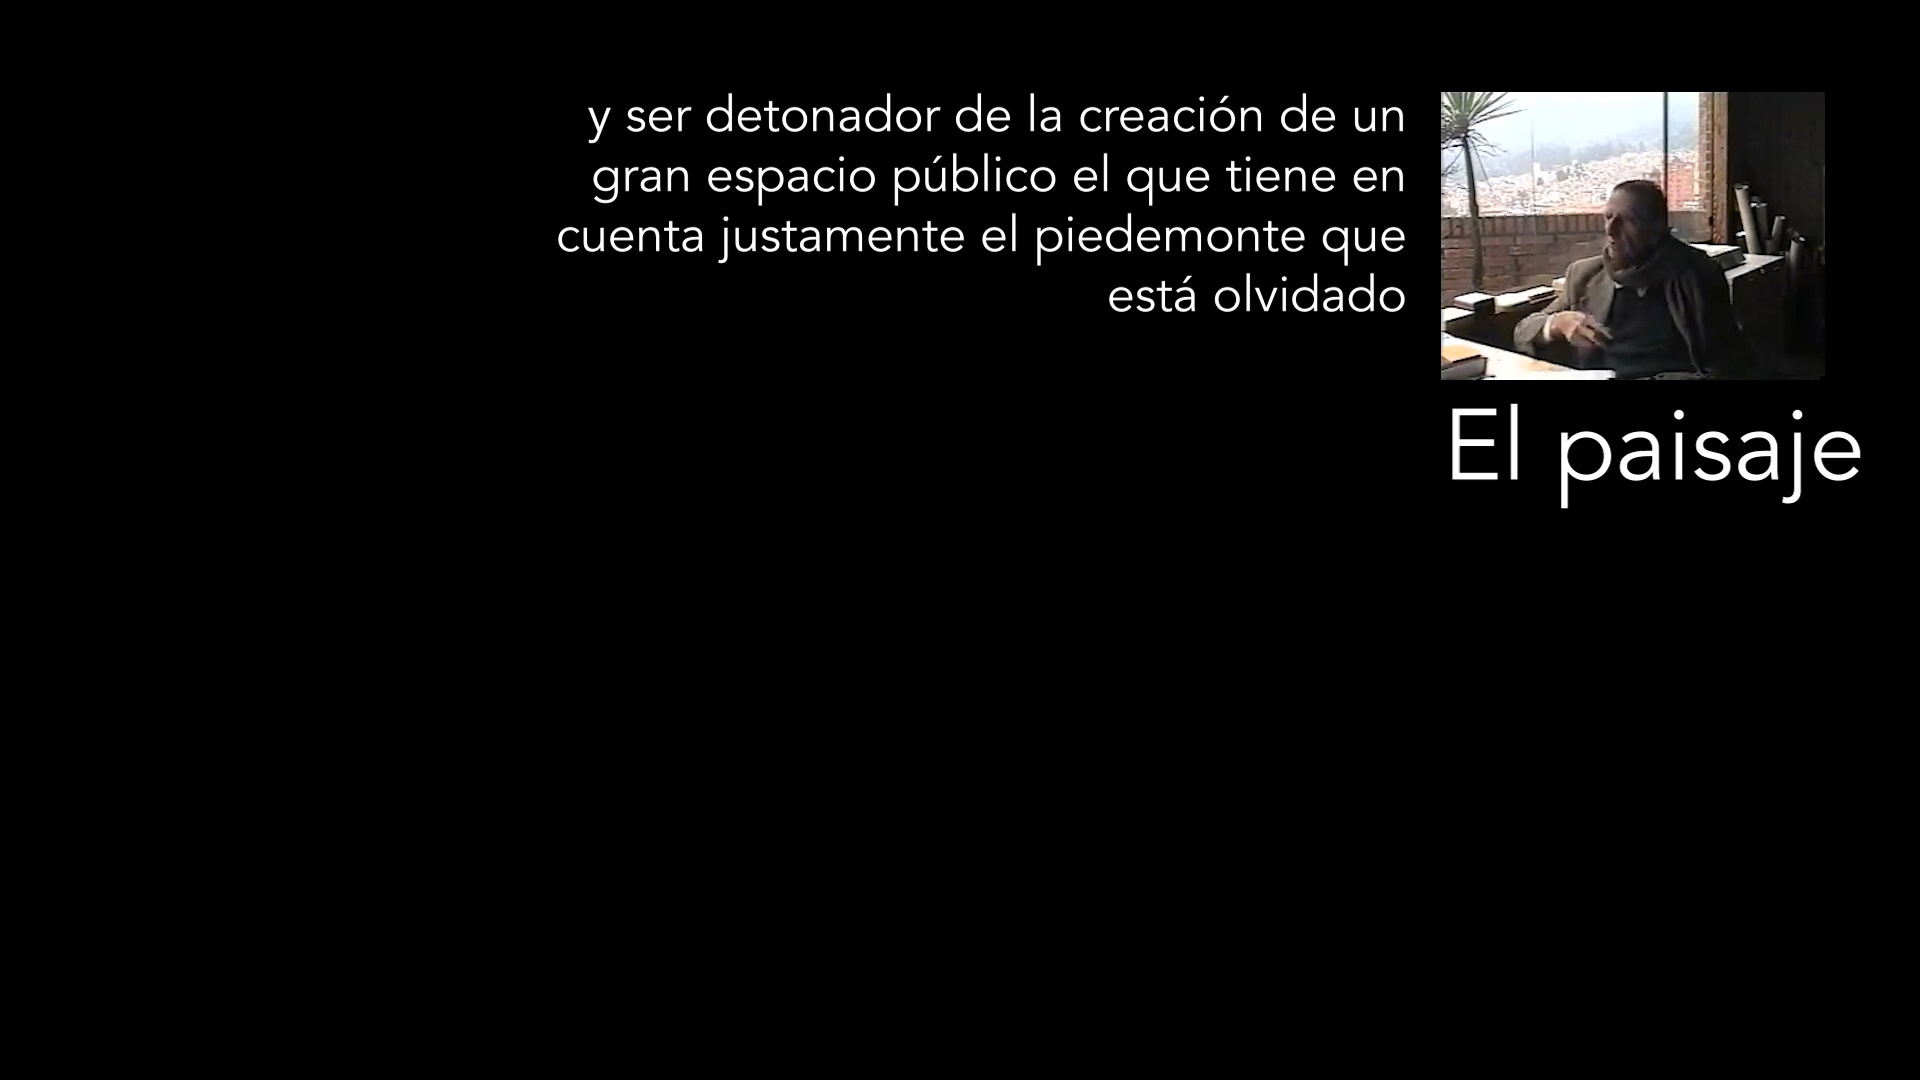 y ser detonador de la creación de un
gran espacio público el que tiene en
cuenta justamente el piedemonte que
está olvidado
El paisaje